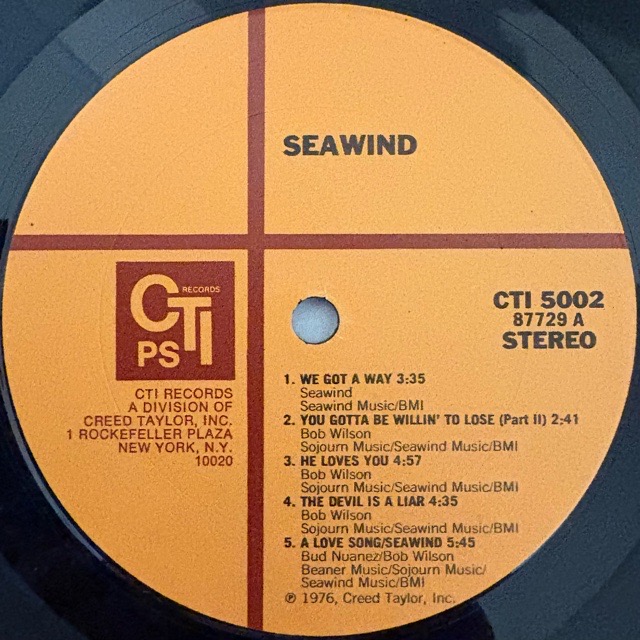 SEAWIND
CTI RECORDS
PS
CTI RECORDS
A DIVISION OF
CREED TAYLOR, INC.
1 ROCKEFELLER PLAZA
NEW YORK, N.Y.
10020
CTI 5002
87729 A
STEREO
1. WE GOT A WAY 3:35
Seawind
Seawind Music/BMI
2. YOU GOTTA BE WILLIN' TO LOSE (Part II) 2:41
Bob Wilson
Sojourn Music/Seawind Music/BMI
3. HE LOVES YOU 4:57
Bob Wilson
Sojourn Music/Seawind Music/BMI
4. THE DEVIL IS A LIAR 4:35
Bob Wilson
Sojourn Music/Seawind Music/BMI
5. A LOVE SONG/SEAWIND 5:45
Bud Nuanez/Bob Wilson
Beaner Music/Sojourn Music/
Seawind Music/BMI
℗ 1976, Creed Taylor, Inc.